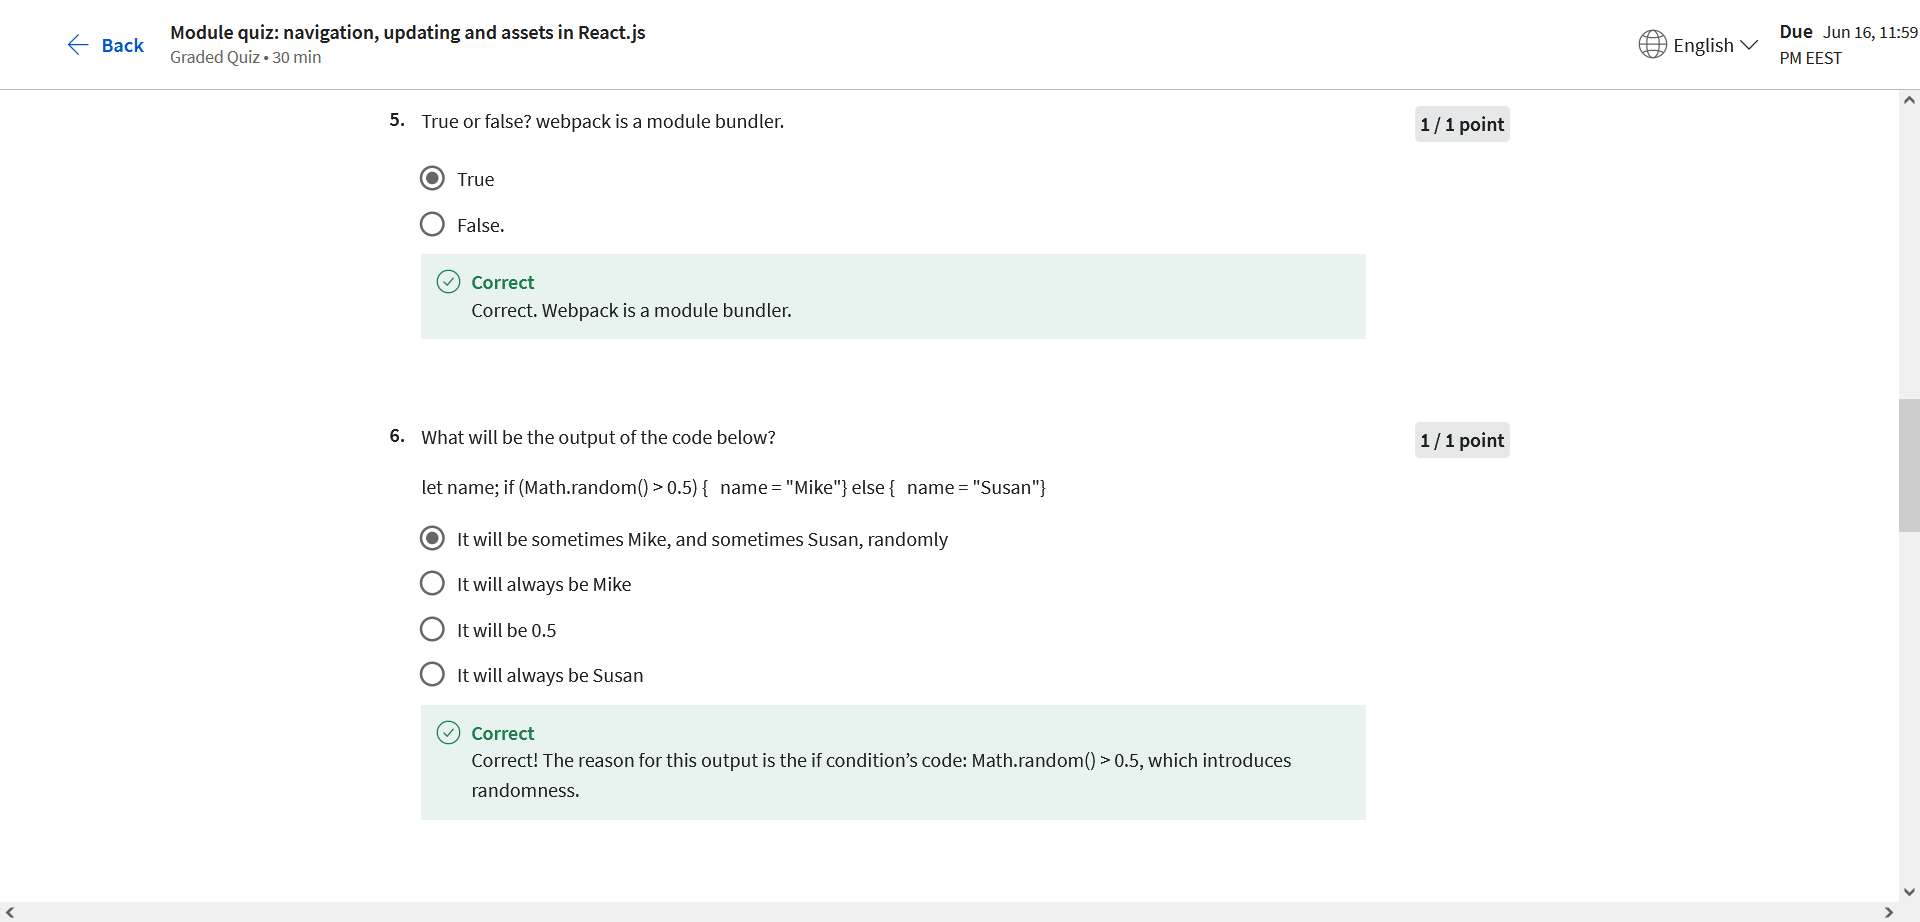 Back
Module quiz: navigation, updating and assets in React.js
Graded Quiz • 30 min
English
Due Jun 16, 11:59
PM EEST
5. True or false? webpack is a module bundler.
1 / 1 point
True
False.
Correct
Correct. Webpack is a module bundler.
6. What will be the output of the code below?
1 / 1 point
let name; if (Math.random() > 0.5) {   name = "Mike"} else {   name = "Susan"}
It will be sometimes Mike, and sometimes Susan, randomly
It will always be Mike
It will be 0.5
It will always be Susan
Correct
Correct! The reason for this output is the if condition’s code: Math.random() > 0.5, which introduces
randomness.